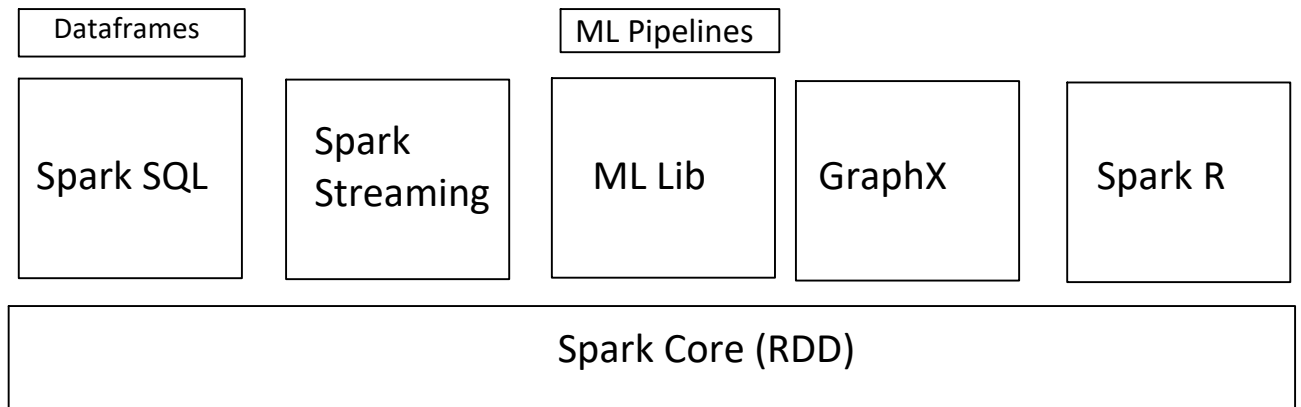 Dataframes
ML Pipelines
Spark SQL
Spark
Streaming
ML Lib
GraphX
Spark R
Spark Core (RDD)